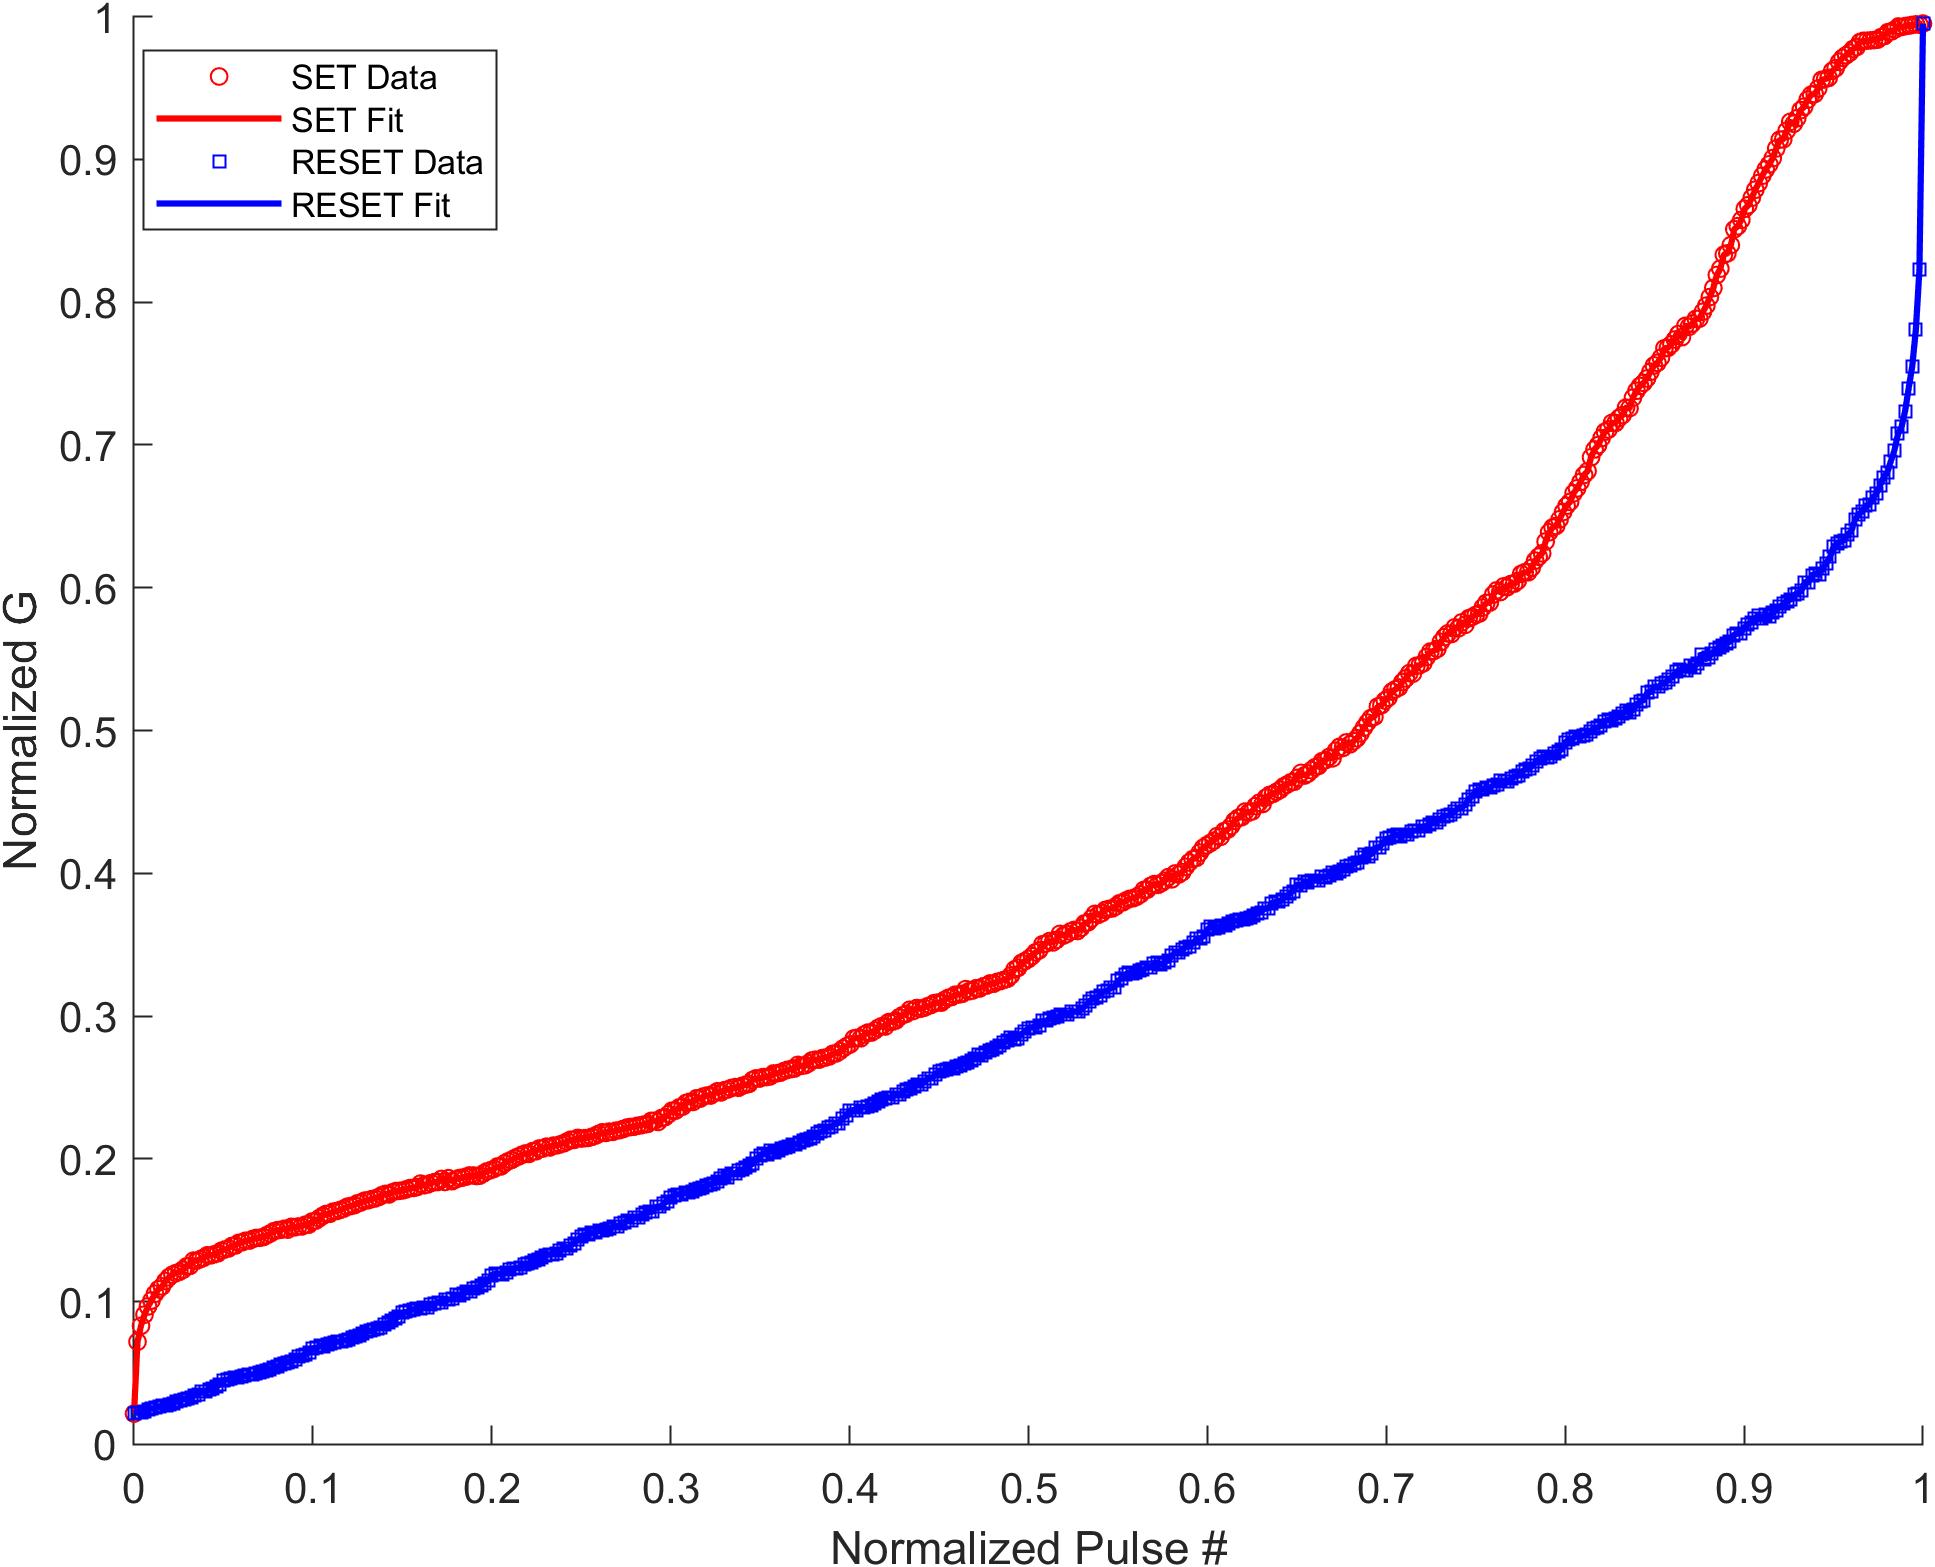 SET Data
SET Fit
RESET Data
RESET Fit
1
0.9
0.8
0.7
0.6
0.5
0.4
0.3
0.2
0.1
0
Normalized G
0 0.1 0.2 0.3 0.4 0.5 0.6 0.7 0.8 0.9 1
Normalized Pulse #